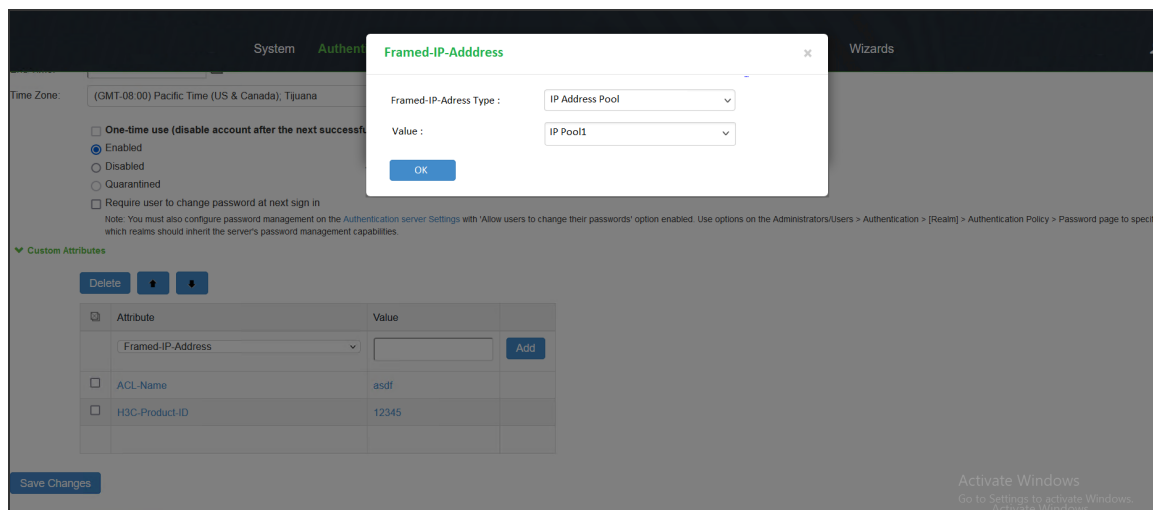 System Authent Wizards
Framed-IP-Adddress ×
Time Zone: (GMT-08:00) Pacific Time (US & Canada); Tijuana
Framed-IP-Adress Type : IP Address Pool
One-time use (disable account after the next successfu
Value : IP Pool1
Enabled
Disabled
OK
Quarantined
Require user to change password at next sign in
Note: You must also configure password management on the Authentication server Settings with 'Allow users to change their passwords' option enabled. Use options on the Administrators/Users > Authentication > [Realm] > Authentication Policy > Password page to specif
which realms should inherit the server's password management capabilities.
Custom Attributes
Delete
Attribute Value
Framed-IP-Address Add
ACL-Name asdf
H3C-Product-ID 12345
Save Changes
Activate Windows
Go to Settings to activate Windows.
Activate Windows